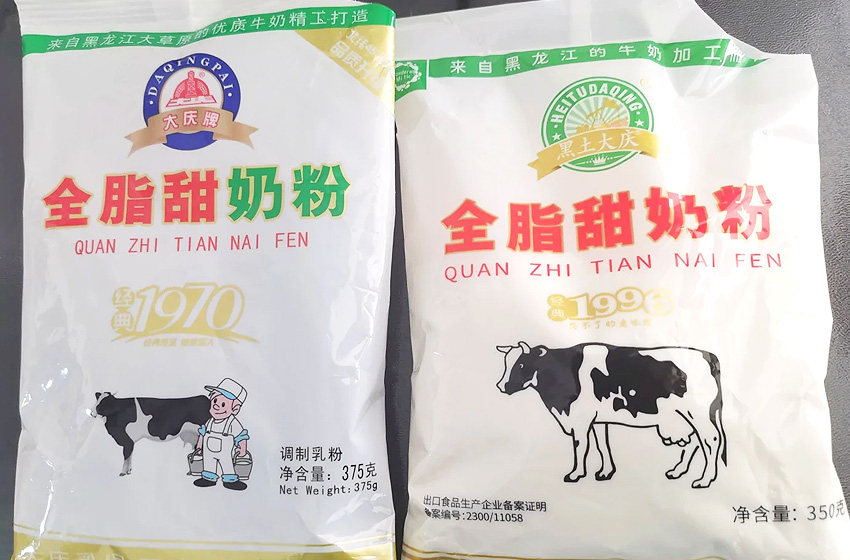 来自黑龙江大草原的优质牛奶精工打造
DAQINGPAI
大庆牌
全脂甜奶粉
QUAN ZHI TIAN NAI FEN
经典1970
调制乳粉
净含量: 375克
Net Weight:375g
来自黑龙江的牛奶加工
HEITUDAQING
黑土大庆
全脂甜奶粉
QUAN ZHI TIAN NAI FEN
经典
出口食品生产企业备案证明
备案编号:2300/11058
净含量: 350克